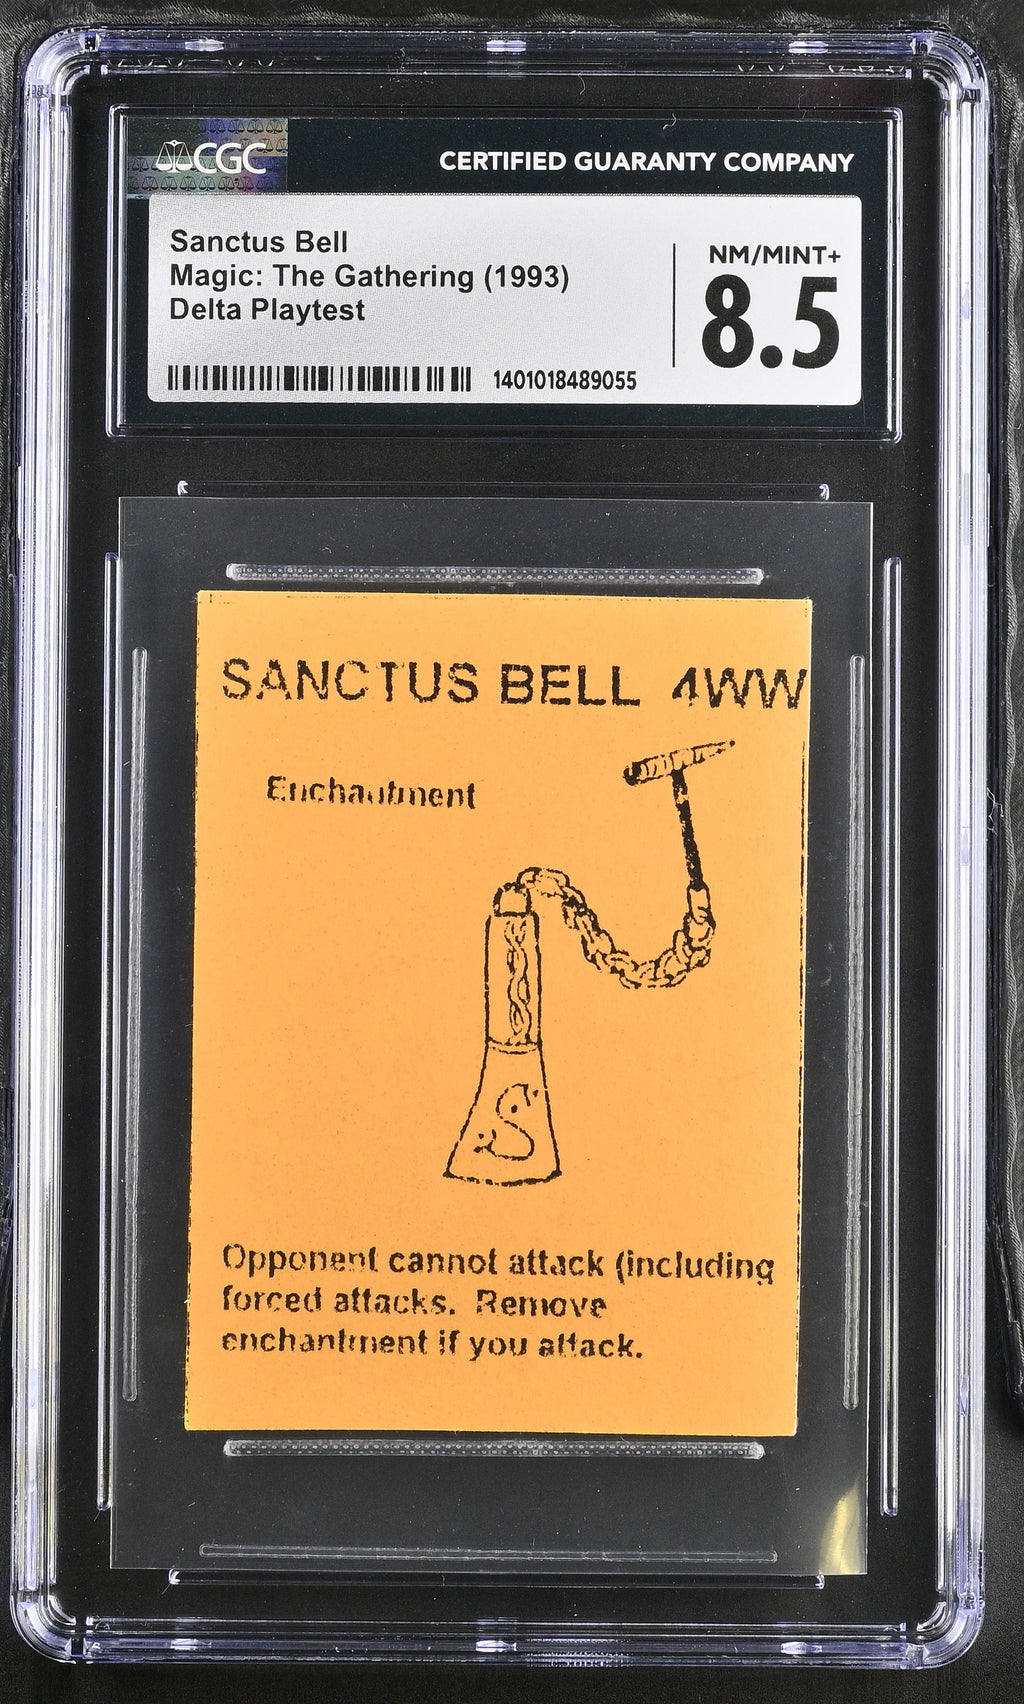 CGC
CERTIFIED GUARANTY COMPANY
Sanctus Bell
Magic: The Gathering (1993)
Delta Playtest
NM/MINT+
8.5
1401018489055
SANCTUS BELL 4WW
Enchantment
S
Opponent cannot attack (including
forced attacks. Remove
enchantment if you attack.